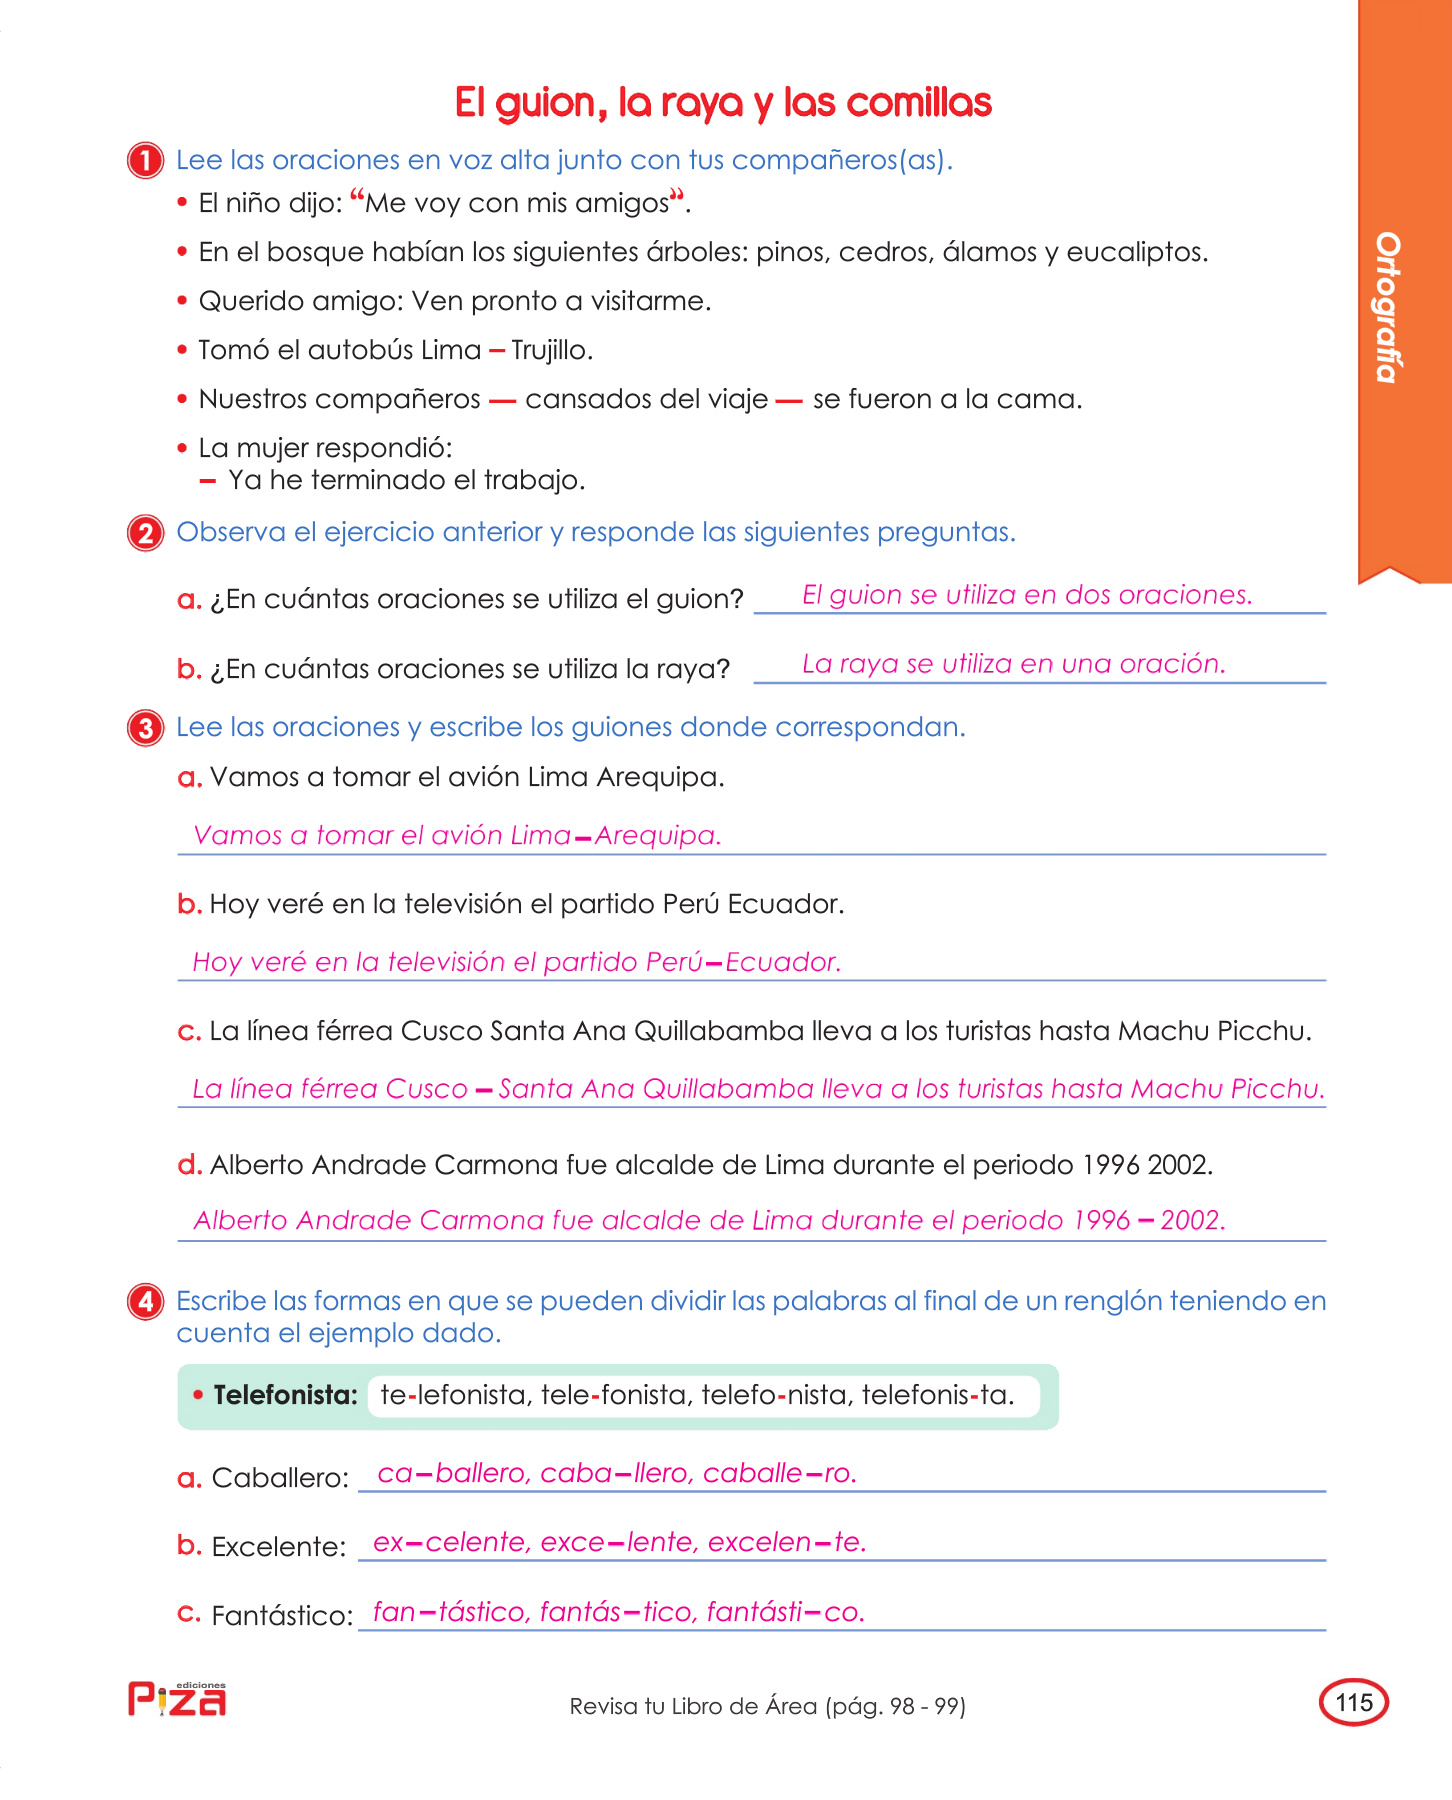 El guion, la raya y las comillas
Ortografía
1 Lee las oraciones en voz alta junto con tus compañeros(as).
• El niño dijo: “Me voy con mis amigos”.
• En el bosque habían los siguientes árboles: pinos, cedros, álamos y eucaliptos.
• Querido amigo: Ven pronto a visitarme.
• Tomó el autobús Lima – Trujillo.
• Nuestros compañeros — cansados del viaje — se fueron a la cama.
• La mujer respondió:
– Ya he terminado el trabajo.
2 Observa el ejercicio anterior y responde las siguientes preguntas.
a. ¿En cuántas oraciones se utiliza el guion? El guion se utiliza en dos oraciones.
b. ¿En cuántas oraciones se utiliza la raya? La raya se utiliza en una oración.
3 Lee las oraciones y escribe los guiones donde correspondan.
a. Vamos a tomar el avión Lima Arequipa.
Vamos a tomar el avión Lima–Arequipa.
b. Hoy veré en la televisión el partido Perú Ecuador.
Hoy veré en la televisión el partido Perú–Ecuador.
c. La línea férrea Cusco Santa Ana Quillabamba lleva a los turistas hasta Machu Picchu.
La línea férrea Cusco – Santa Ana Quillabamba lleva a los turistas hasta Machu Picchu.
d. Alberto Andrade Carmona fue alcalde de Lima durante el periodo 1996 2002.
Alberto Andrade Carmona fue alcalde de Lima durante el periodo 1996 – 2002.
4 Escribe las formas en que se pueden dividir las palabras al final de un renglón teniendo en
cuenta el ejemplo dado.
• Telefonista: te-lefonista, tele-fonista, telefo-nista, telefonis-ta.
a. Caballero: ca–ballero, caba–llero, caballe–ro.
b. Excelente: ex–celente, exce–lente, excelen–te.
c. Fantástico: fan–tástico, fantás–tico, fantásti–co.
ediciones
Piza
Revisa tu Libro de Área (pág. 98 - 99)
115